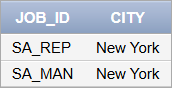 JOB_ID CITY
SA_REP New York
SA_MAN New York